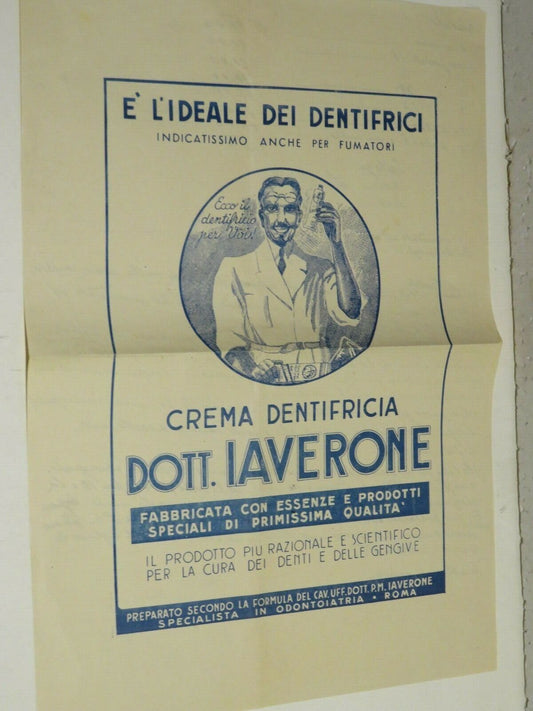 E' L'IDEALE DEI DENTIFRICI
INDICATISSIMO ANCHE PER FUMATORI
Ecco il
dentifricio
per Voi!
CREMA DENTIFRICIA
DOTT. IAVERONE
FABBRICATA CON ESSENZE E PRODOTTI
SPECIALI DI PRIMISSIMA QUALITA'
IL PRODOTTO PIU RAZIONALE E SCIENTIFICO
PER LA CURA DEI DENTI E DELLE GENGIVE
PREPARATO SECONDO LA FORMULA DEL CAV. UFF. DOTT. P. M. IAVERONE
SPECIALISTA IN ODONTOIATRIA • ROMA